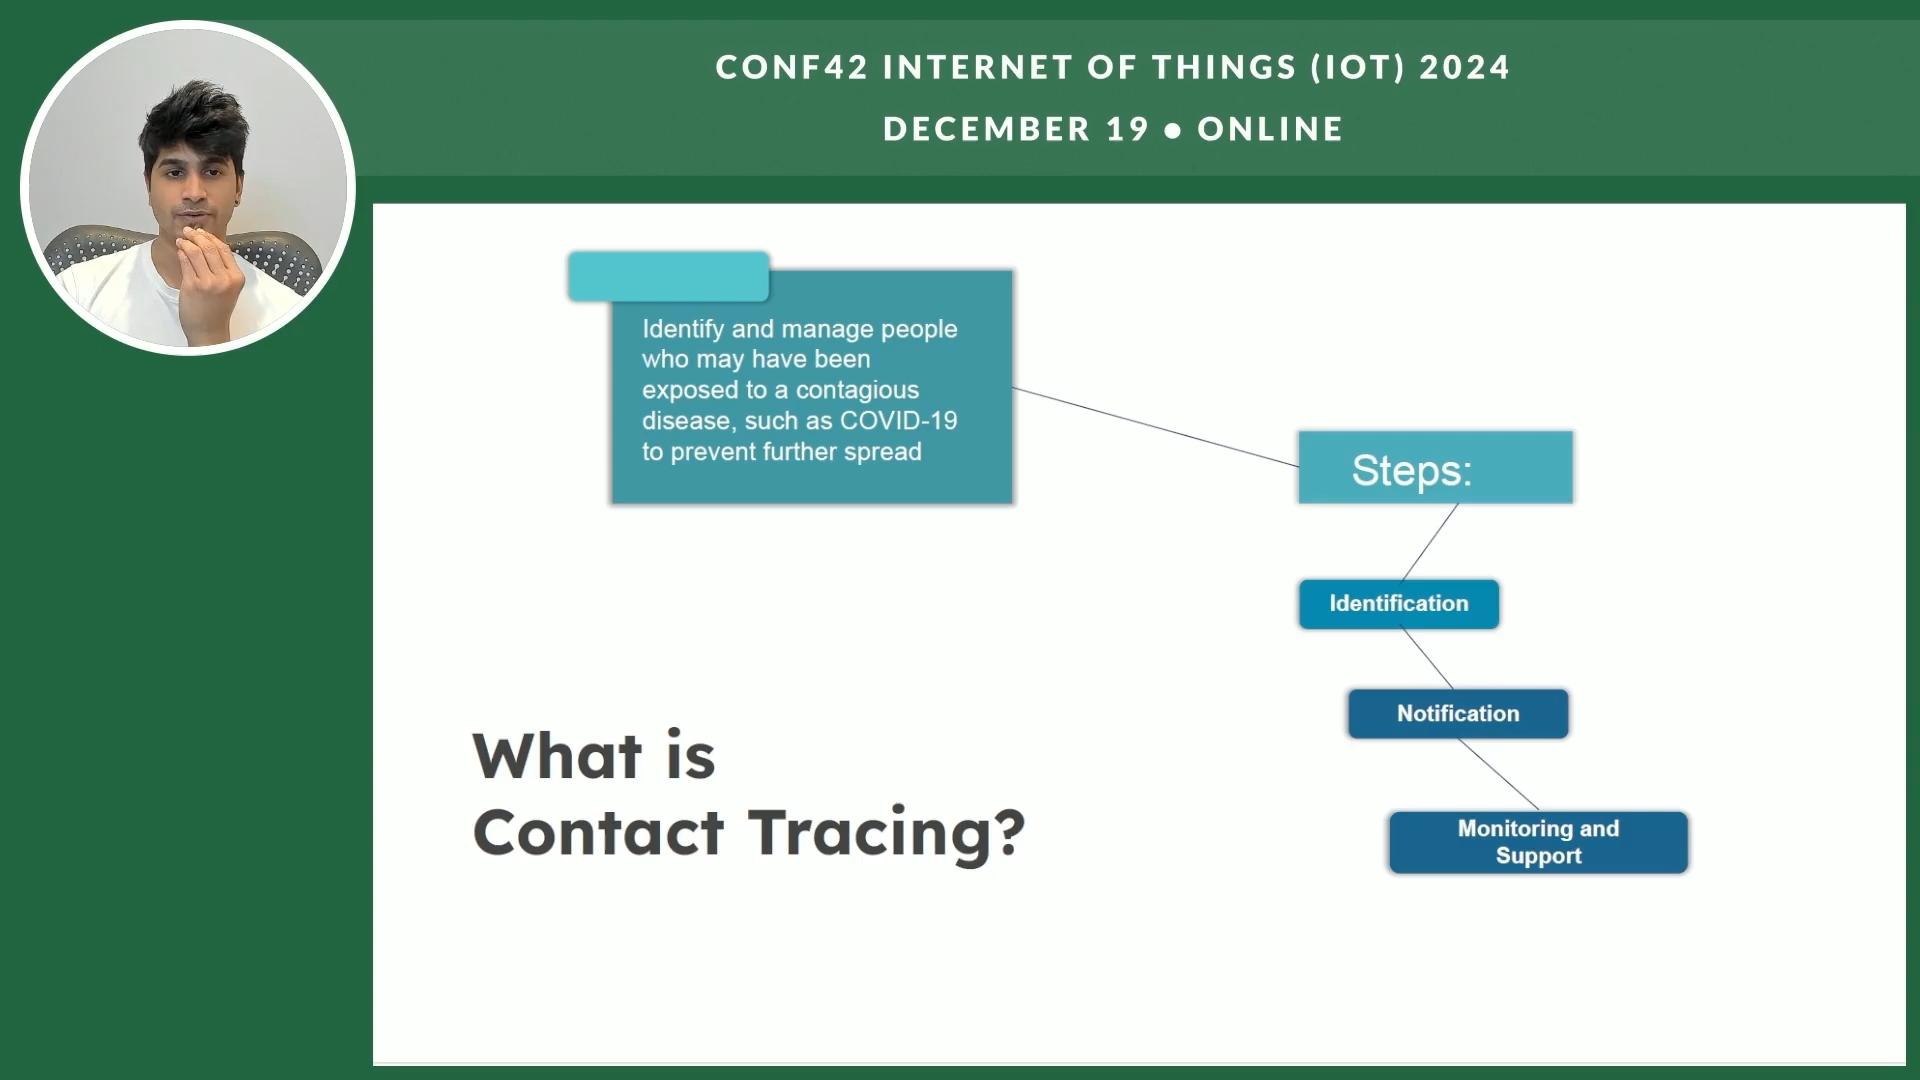 CONF42 INTERNET OF THINGS (IOT) 2024
DECEMBER 19 ● ONLINE
Identify and manage people
who may have been
exposed to a contagious
disease, such as COVID-19
to prevent further spread
Steps:
Identification
Notification
Monitoring and
Support
What is
Contact Tracing?